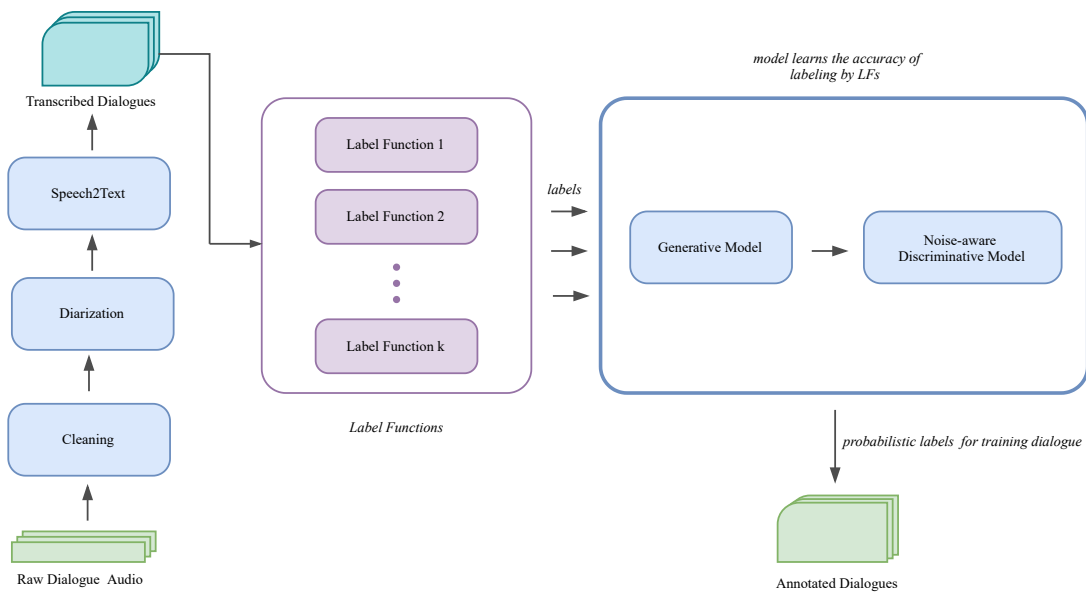 Transcribed Dialogues
Speech2Text
Diarization
Cleaning
Raw Dialogue Audio
Label Function 1
Label Function 2
Label Function k
Label Functions
labels
model learns the accuracy of
labeling by LFs
Generative Model
Noise-aware
Discriminative Model
probabilistic labels for training dialogue
Annotated Dialogues